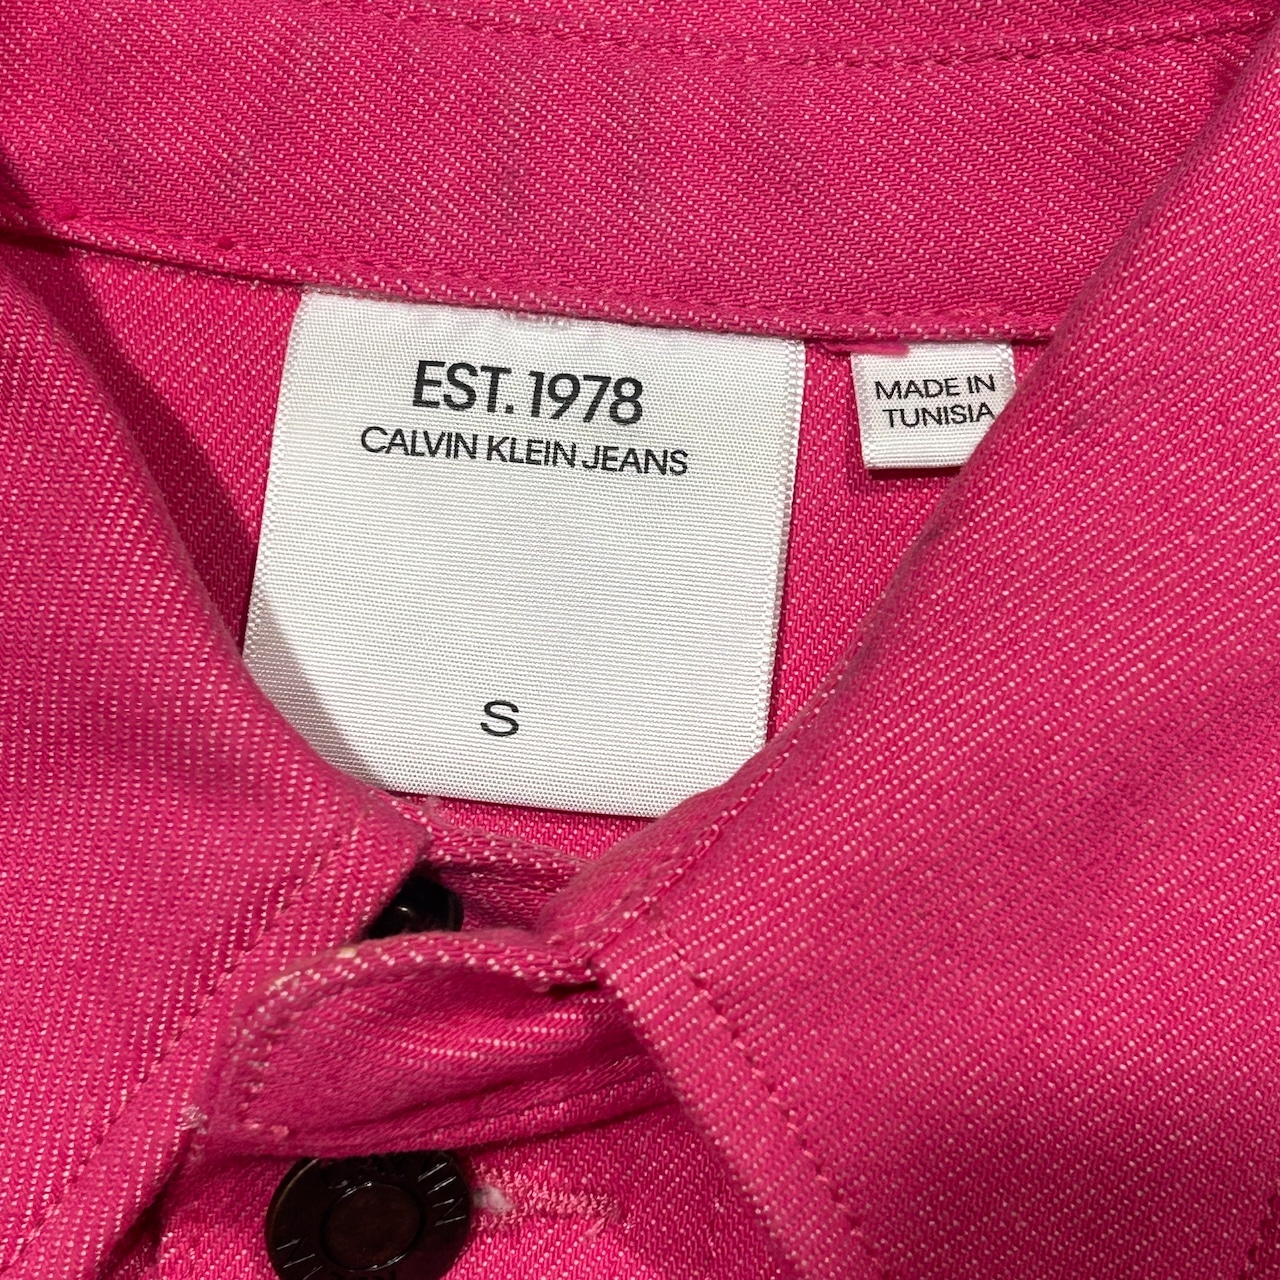 EST. 1978
CALVIN KLEIN JEANS
S
MADE IN
TUNISIA